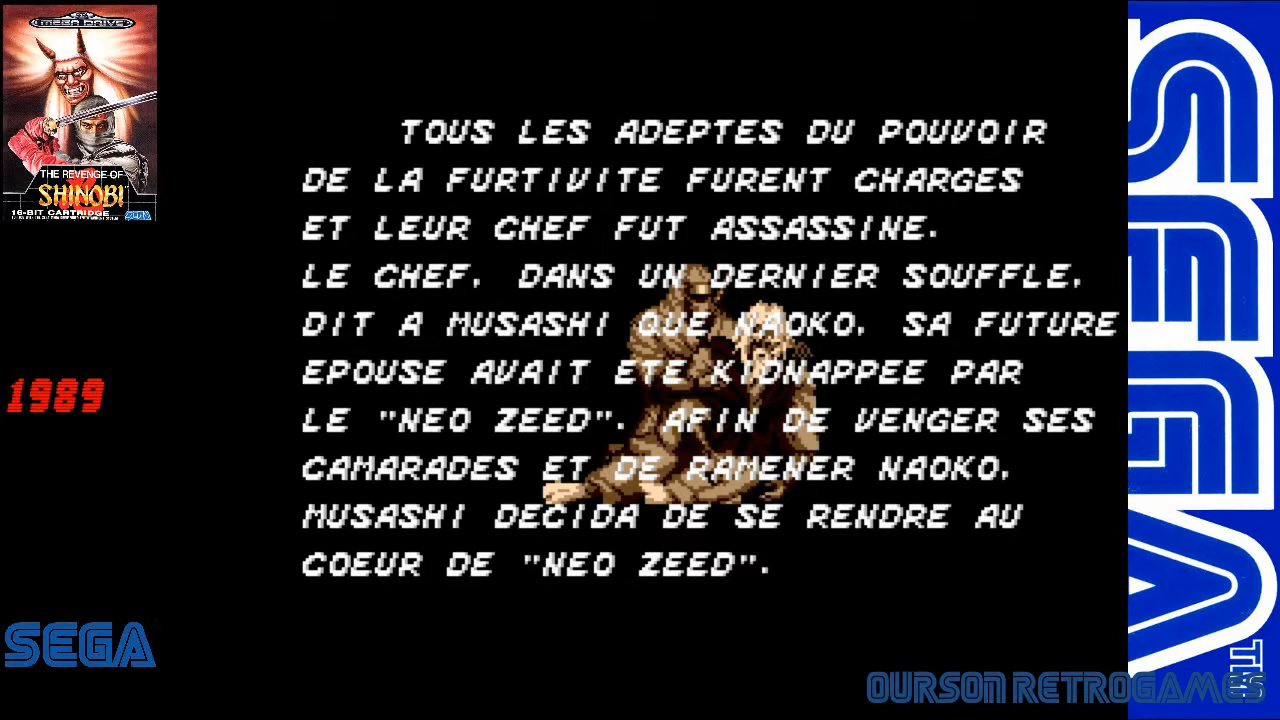 MEGA DRIVE
THE REVENGE OF
SHINOBI
16-BIT CARTRIDGE
SEGA
TOUS LES ADEPTES DU POUVOIR
DE LA FURTIVITE FURENT CHARGES
ET LEUR CHEF FUT ASSASSINE.
LE CHEF. DANS UN DERNIER SOUFFLE.
DIT A MUSASHI QUE NAOKO. SA FUTURE
EPOUSE AVAIT ETE KIDNAPPEE PAR
LE "NEO ZEED". AFIN DE VENGER SES
CAMARADES ET DE RAMENER NAOKO.
MUSASHI DECIDA DE SE RENDRE AU
COEUR DE "NEO ZEED".
1989
SEGA
SEGA
TM
OURSON RETROGAMES